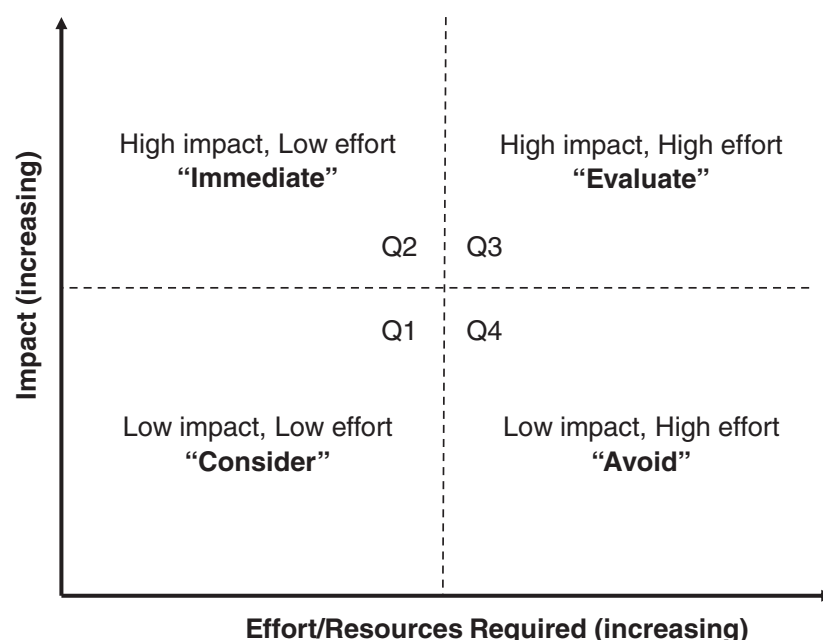 High impact, Low effort
“Immediate”
High impact, High effort
“Evaluate”
Q2
Q3
Q1
Q4
Low impact, Low effort
“Consider”
Low impact, High effort
“Avoid”
Impact (increasing)
Effort/Resources Required (increasing)